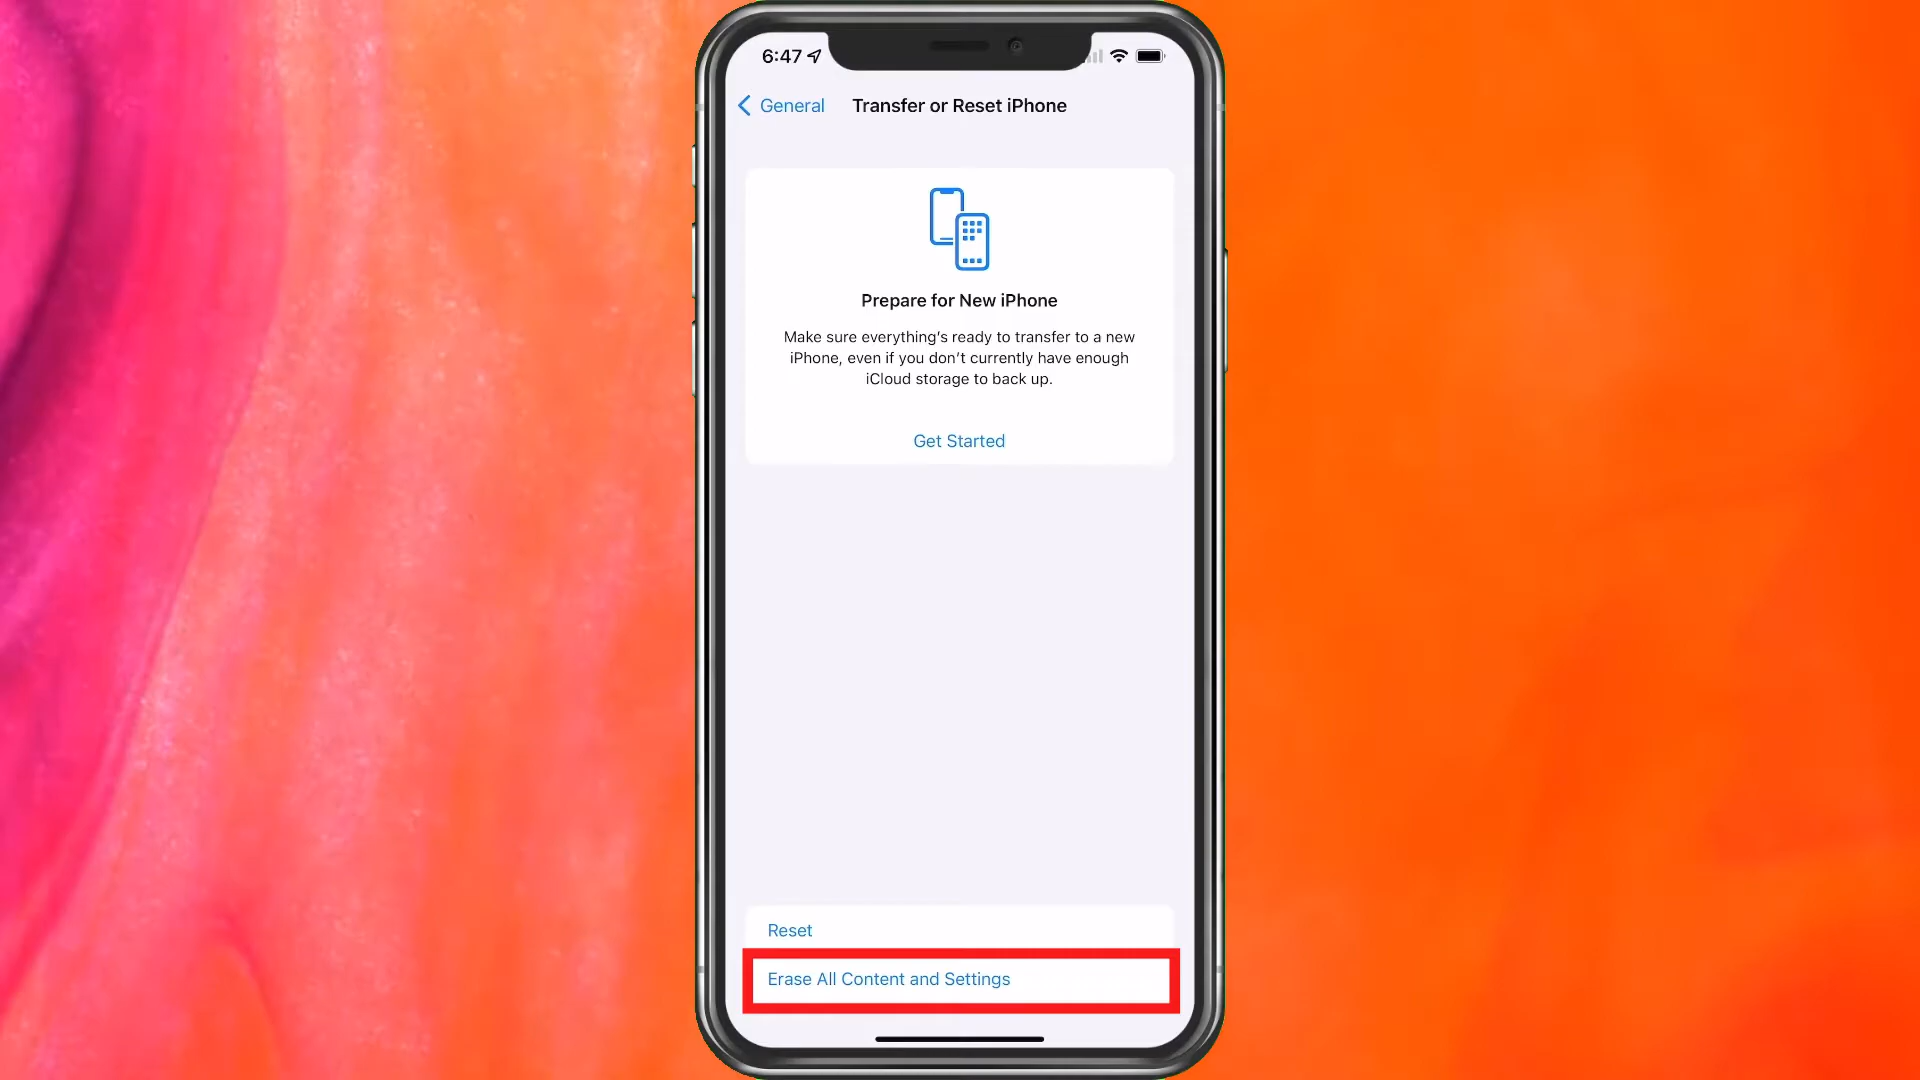 6:47
General
Transfer or Reset iPhone
Prepare for New iPhone
Make sure everything's ready to transfer to a new
iPhone, even if you don't currently have enough
iCloud storage to back up.
Get Started
Reset
Erase All Content and Settings